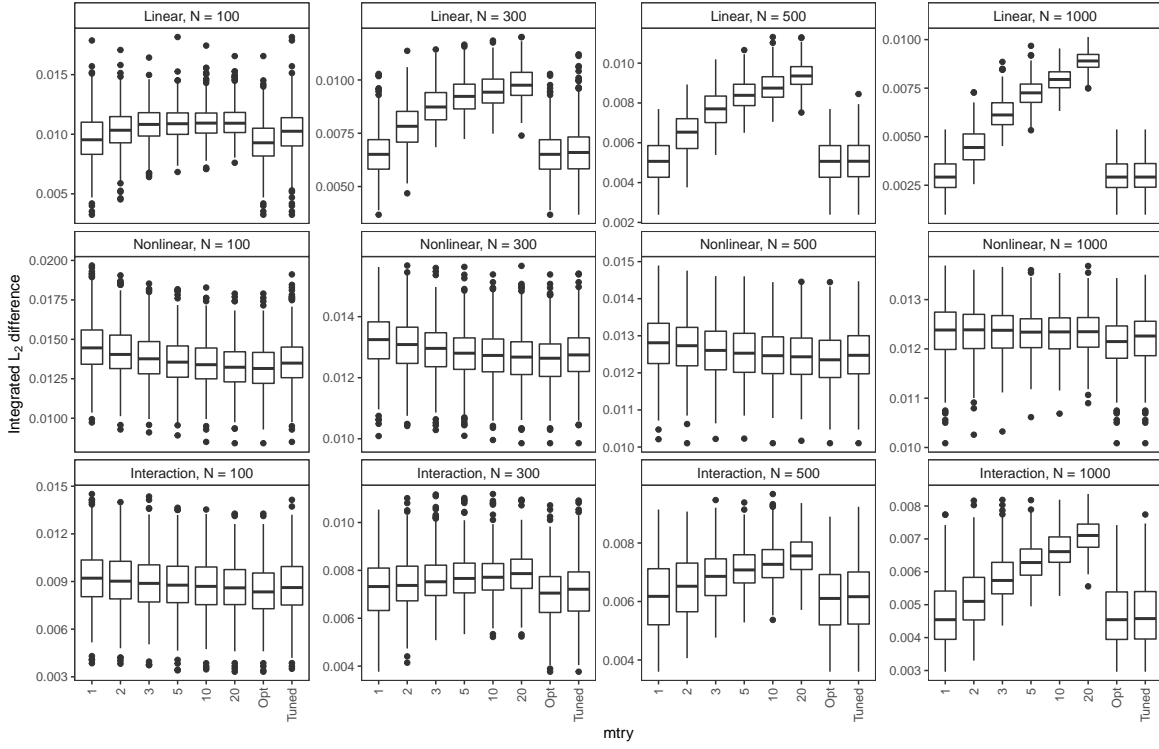 Linear, N = 100
Linear, N = 300
Linear, N = 500
Linear, N = 1000
0.015
0.010
0.005
0.0100
0.0075
0.0050
0.010
0.008
0.006
0.004
0.002
0.0100
0.0075
0.0050
0.0025
Nonlinear, N = 100
Nonlinear, N = 300
Nonlinear, N = 500
Nonlinear, N = 1000
0.0200
0.0175
0.0150
0.0125
0.0100
0.014
0.012
0.010
0.015
0.014
0.013
0.012
0.011
0.010
0.013
0.012
0.011
0.010
Interaction, N = 100
Interaction, N = 300
Interaction, N = 500
Interaction, N = 1000
0.015
0.012
0.009
0.006
0.003
0.010
0.008
0.006
0.004
0.008
0.006
0.004
0.008
0.007
0.006
0.005
0.004
0.003
1 2 3 5 10 20 Opt Tuned
1 2 3 5 10 20 Opt Tuned
1 2 3 5 10 20 Opt Tuned
1 2 3 5 10 20 Opt Tuned
mtry
Integrated L₂ difference